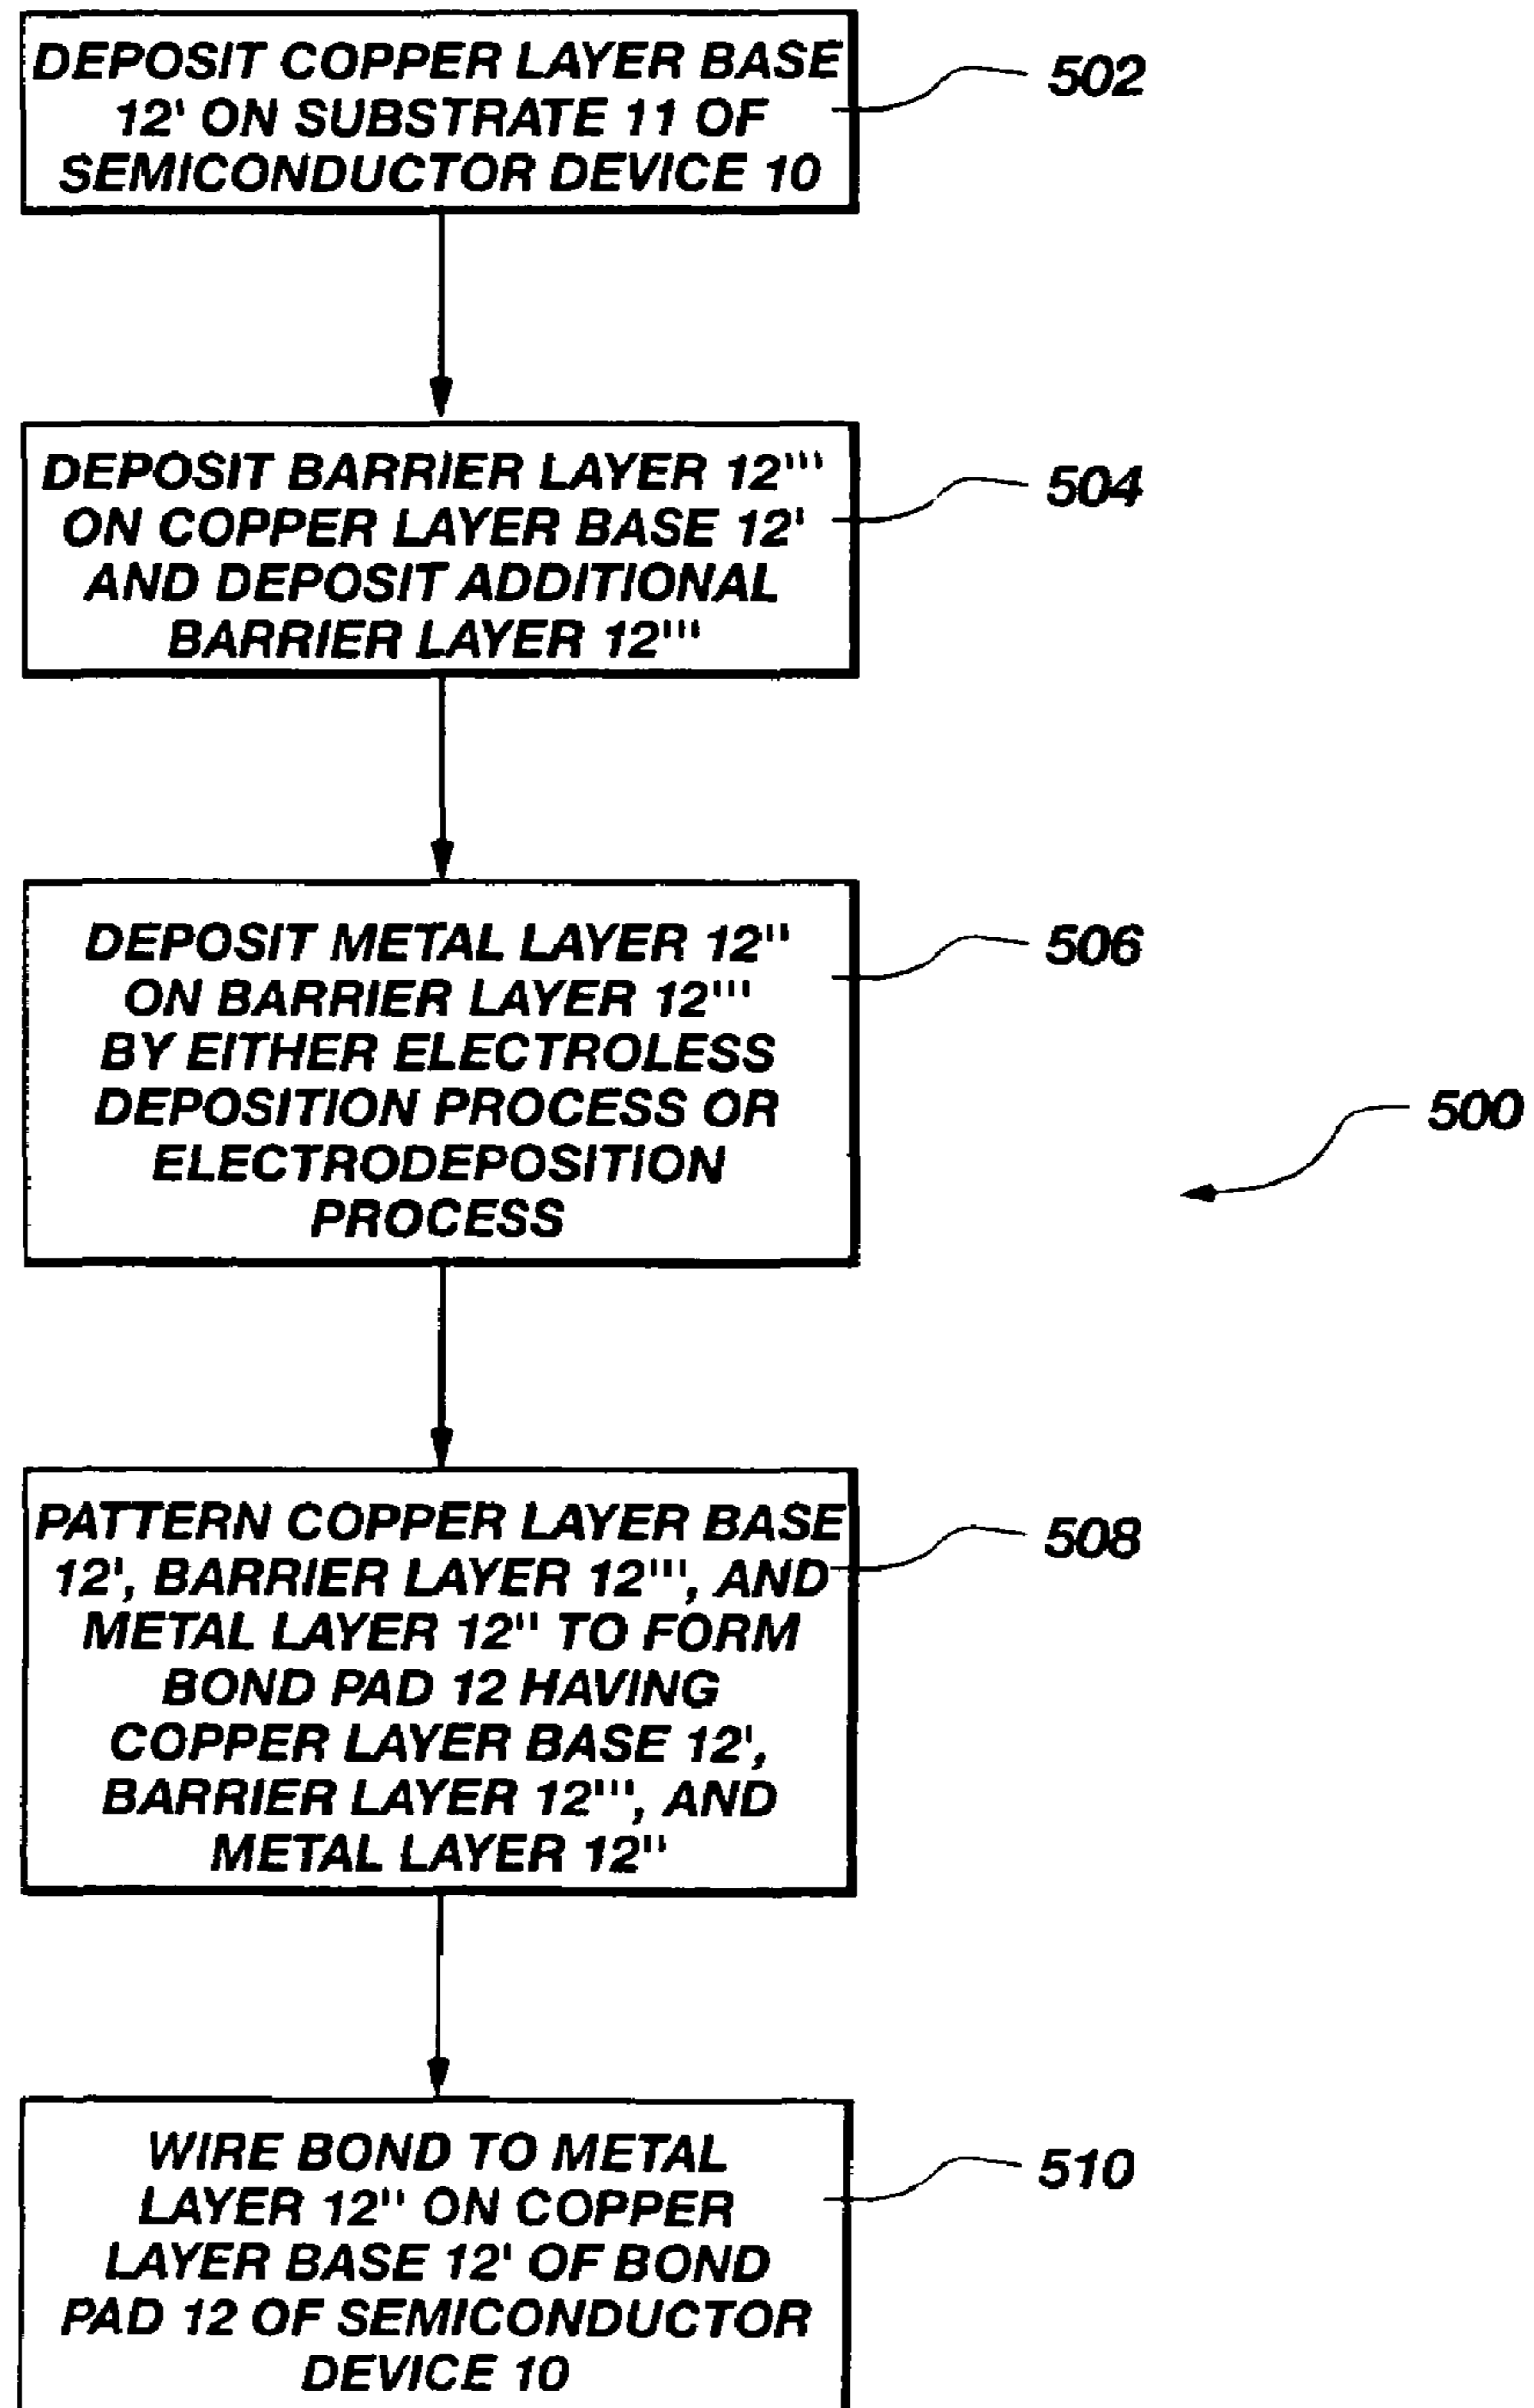 DEPOSIT COPPER LAYER BASE
12' ON SUBSTRATE 11 OF
SEMICONDUCTOR DEVICE 10
502
DEPOSIT BARRIER LAYER 12'''
ON COPPER LAYER BASE 12'
AND DEPOSIT ADDITIONAL
BARRIER LAYER 12'''
504
DEPOSIT METAL LAYER 12''
ON BARRIER LAYER 12'''
BY EITHER ELECTROLESS
DEPOSITION PROCESS OR
ELECTRODEPOSITION
PROCESS
506
500
PATTERN COPPER LAYER BASE
12', BARRIER LAYER 12''', AND
METAL LAYER 12'' TO FORM
BOND PAD 12 HAVING
COPPER LAYER BASE 12',
BARRIER LAYER 12''', AND
METAL LAYER 12''
508
WIRE BOND TO METAL
LAYER 12'' ON COPPER
LAYER BASE 12' OF BOND
PAD 12 OF SEMICONDUCTOR
DEVICE 10
510